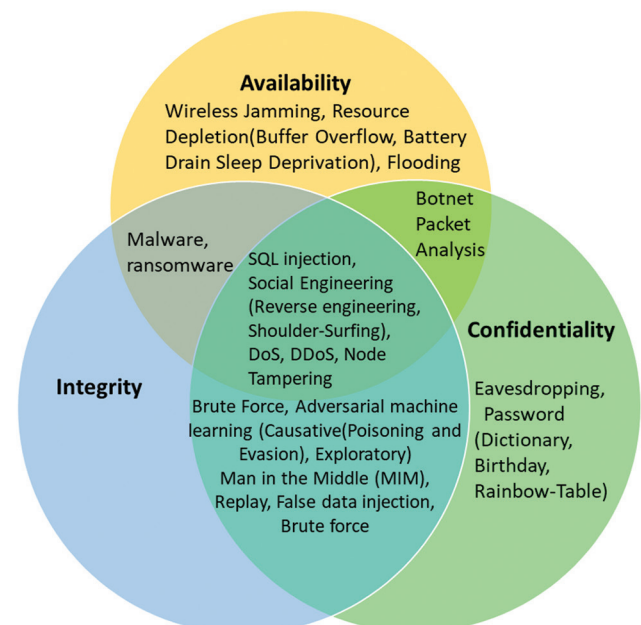 Availability
Wireless Jamming, Resource
Depletion(Buffer Overflow, Battery
Drain Sleep Deprivation), Flooding
Botnet
Packet
Analysis
Malware,
ransomware
SQL injection,
Social Engineering
(Reverse engineering,
Shoulder-Surfing),
DoS, DDoS, Node
Tampering
Confidentiality
Integrity
Eavesdropping,
Password
(Dictionary,
Birthday,
Rainbow-Table)
Brute Force, Adversarial machine
learning (Causative(Poisoning and
Evasion), Exploratory)
Man in the Middle (MIM),
Replay, False data injection,
Brute force